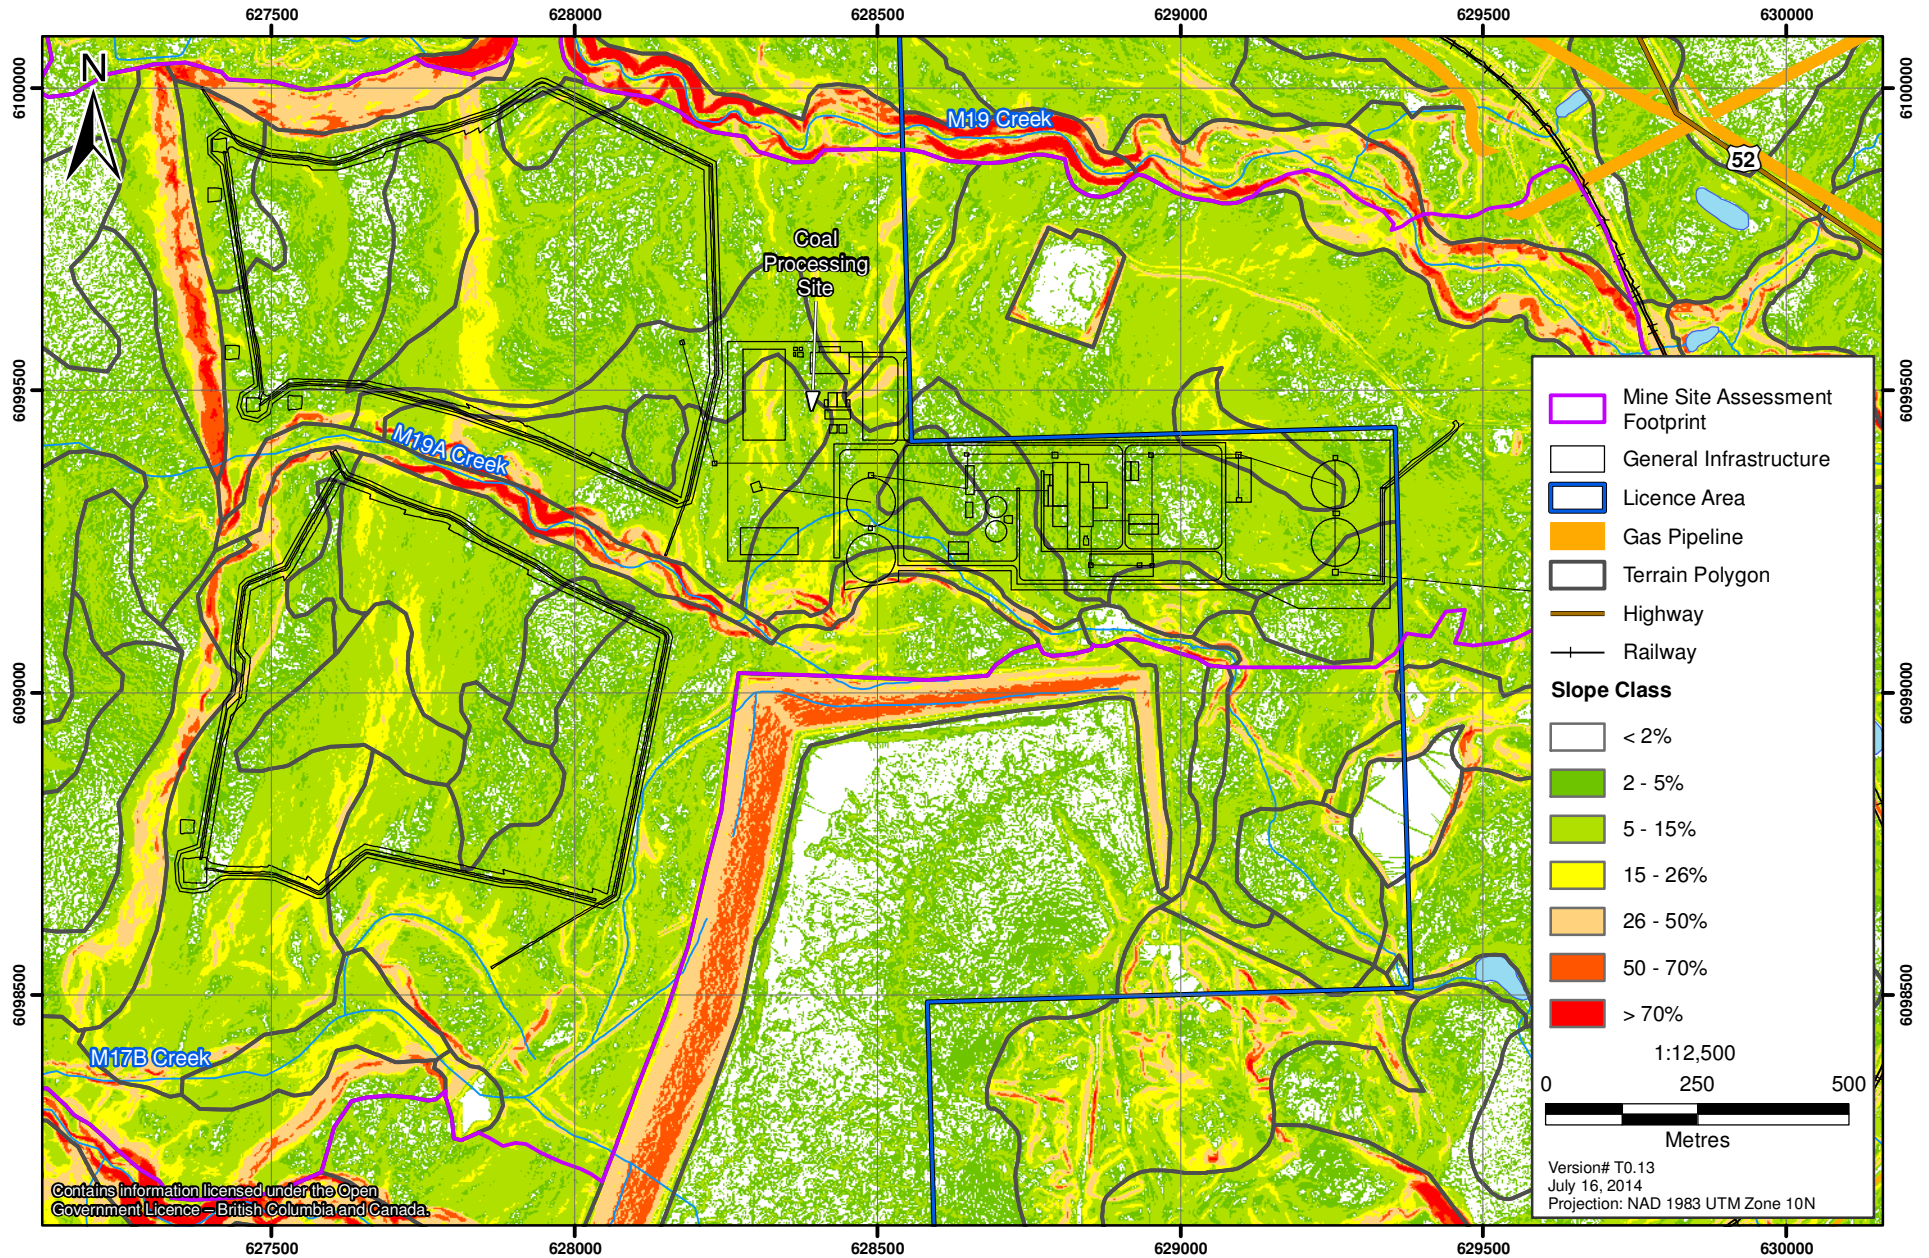 627500 628000 628500 629000 629500 630000
6100000
6100000
N
M19 Creek
52
Coal
Processing
Site
6099500
6099500
M19A Creek
6099000
6099000
6098500
6098500
M17B Creek
Mine Site Assessment
Footprint
General Infrastructure
Licence Area
Gas Pipeline
Terrain Polygon
Highway
Railway
Slope Class
< 2%
2 - 5%
5 - 15%
15 - 26%
26 - 50%
50 - 70%
> 70%
1:12,500
0 250 500
Metres
Version# T0.13
July 16, 2014
Projection: NAD 1983 UTM Zone 10N
Contains information licensed under the Open
Government Licence – British Columbia and Canada.
627500 628000 628500 629000 629500 630000